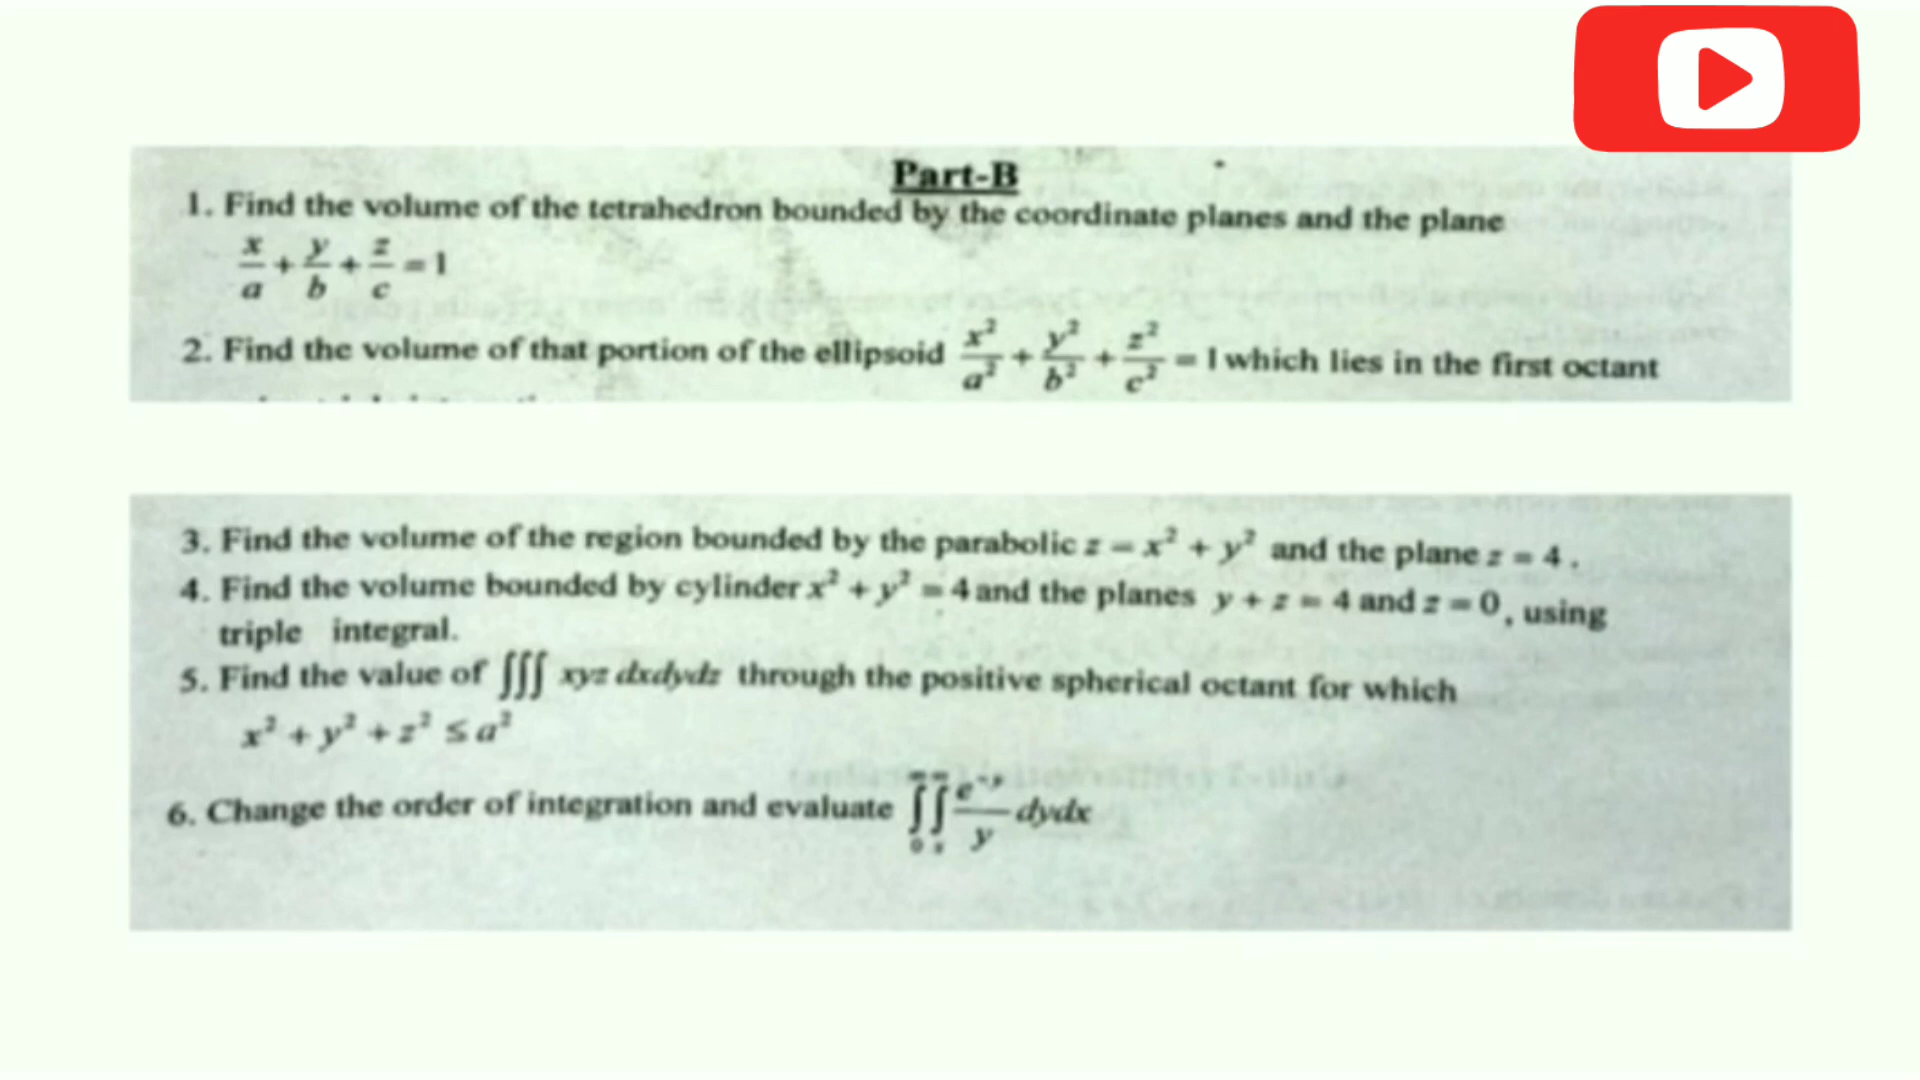 Part-B
1. Find the volume of the tetrahedron bounded by the coordinate planes and the plane
x/a + y/b + z/c = 1
2. Find the volume of that portion of the ellipsoid x²/a² + y²/b² + z²/c² = 1 which lies in the first octant
3. Find the volume of the region bounded by the parabolic z = x² + y² and the plane z = 4.
4. Find the volume bounded by cylinder x² + y² = 4 and the planes y + z = 4 and z = 0, using
triple integral.
5. Find the value of ∭ xyz dxdydz through the positive spherical octant for which
x² + y² + z² ≤ a²
6. Change the order of integration and evaluate ∫₀^∞ ∫ₓ^∞ e^(-y)/y dydx